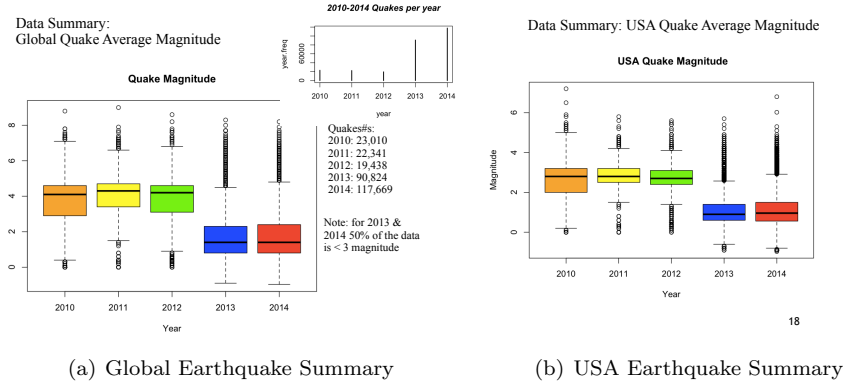 Data Summary:
Global Quake Average Magnitude
2010-2014 Quakes per year
year.freq
0 60000
2010 2011 2012 2013 2014
year
Quake Magnitude
8
6
4
2
0
2010 2011 2012 2013 2014
Year
Quakes#s:
2010: 23,010
2011: 22,341
2012: 19,438
2013: 90,824
2014: 117,669
Note: for 2013 &
2014 50% of the data
is < 3 magnitude
(a) Global Earthquake Summary
Data Summary: USA Quake Average Magnitude
USA Quake Magnitude
Magnitude
6
4
2
0
2010 2011 2012 2013 2014
Year
18
(b) USA Earthquake Summary